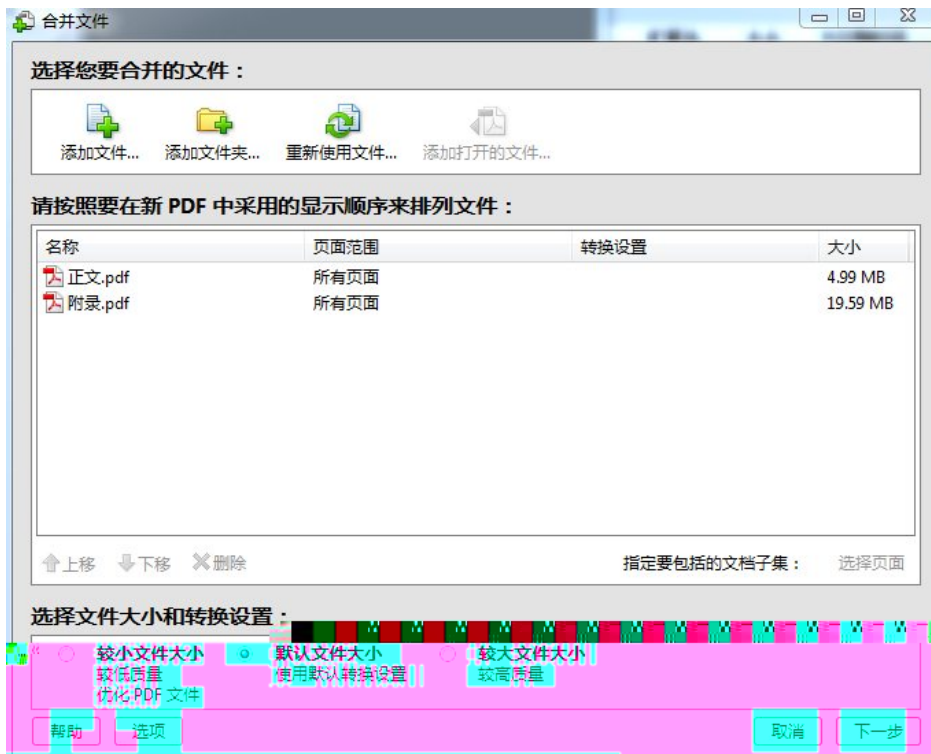 合并文件
选择您要合并的文件：
添加文件... 添加文件夹... 重新使用文件... 添加打开的文件...
请按照要在新 PDF 中采用的显示顺序来排列文件：
名称 页面范围 转换设置 大小
正文.pdf 所有页面 4.99 MB
附录.pdf 所有页面 19.59 MB
上移 下移 删除 指定要包括的文档子集： 选择页面
选择文件大小和转换设置：
较小文件大小 默认文件大小 较大文件大小
较低质量 使用默认转换设置 较高质量
优化 PDF 文件
帮助 选项 取消 下一步